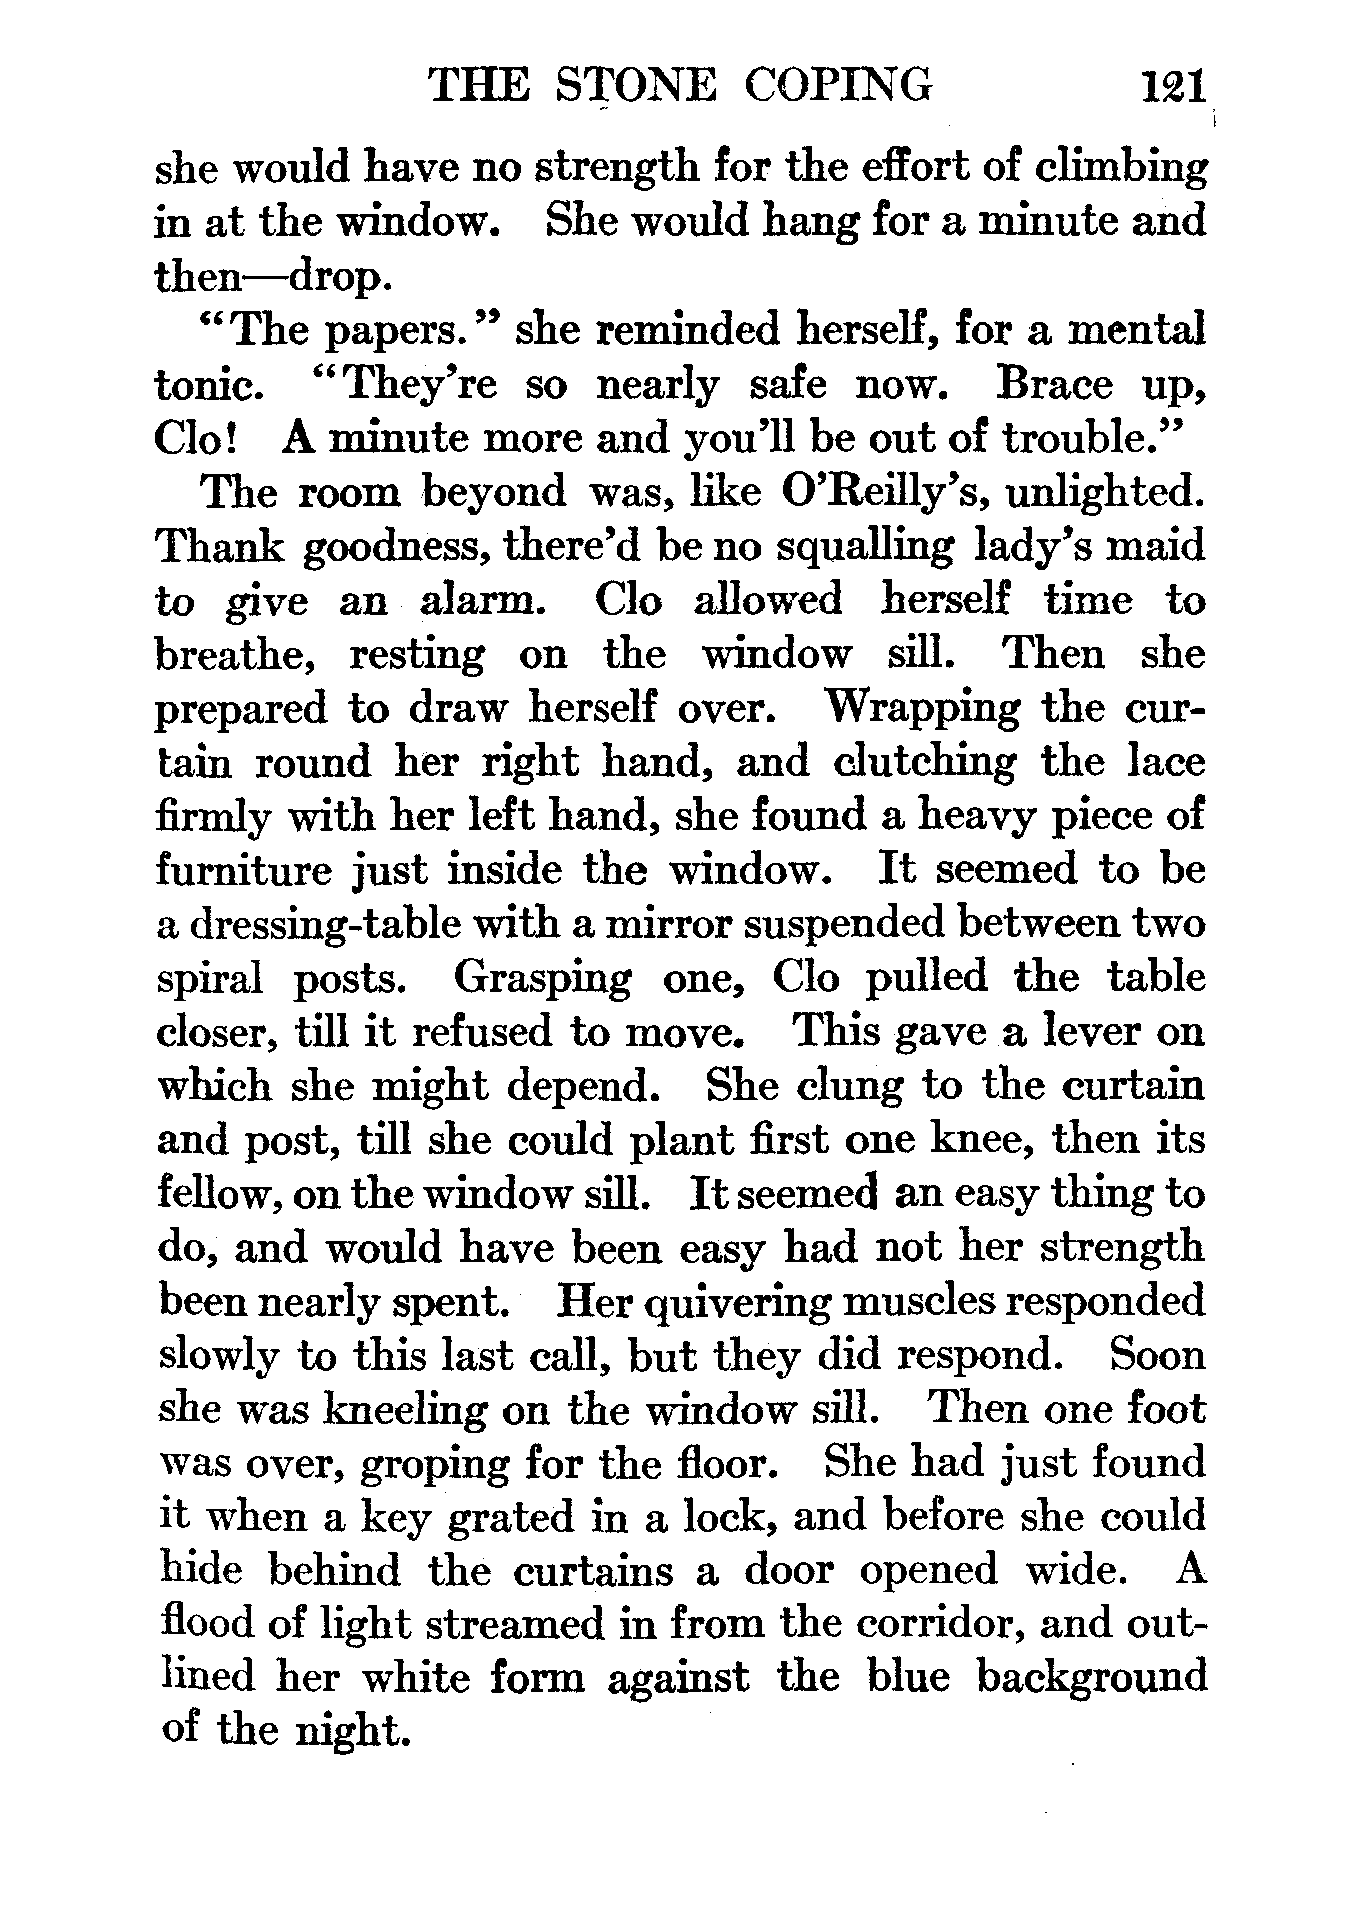 THE STONE COPING 121
she would have no strength for the effort of climbing
in at the window. She would hang for a minute and
then—drop.
"The papers." she reminded herself, for a mental
tonic. "They're so nearly safe now. Brace up,
Clo! A minute more and you'll be out of trouble."
The room beyond was, like O'Reilly's, unlighted.
Thank goodness, there'd be no squalling lady's maid
to give an alarm. Clo allowed herself time to
breathe, resting on the window sill. Then she
prepared to draw herself over. Wrapping the cur-
tain round her right hand, and clutching the lace
firmly with her left hand, she found a heavy piece of
furniture just inside the window. It seemed to be
a dressing-table with a mirror suspended between two
spiral posts. Grasping one, Clo pulled the table
closer, till it refused to move. This gave a lever on
which she might depend. She clung to the curtain
and post, till she could plant first one knee, then its
fellow, on the window sill. It seemed an easy thing to
do, and would have been easy had not her strength
been nearly spent. Her quivering muscles responded
slowly to this last call, but they did respond. Soon
she was kneeling on the window sill. Then one foot
was over, groping for the floor. She had just found
it when a key grated in a lock, and before she could
hide behind the curtains a door opened wide. A
flood of light streamed in from the corridor, and out-
lined her white form against the blue background
of the night.